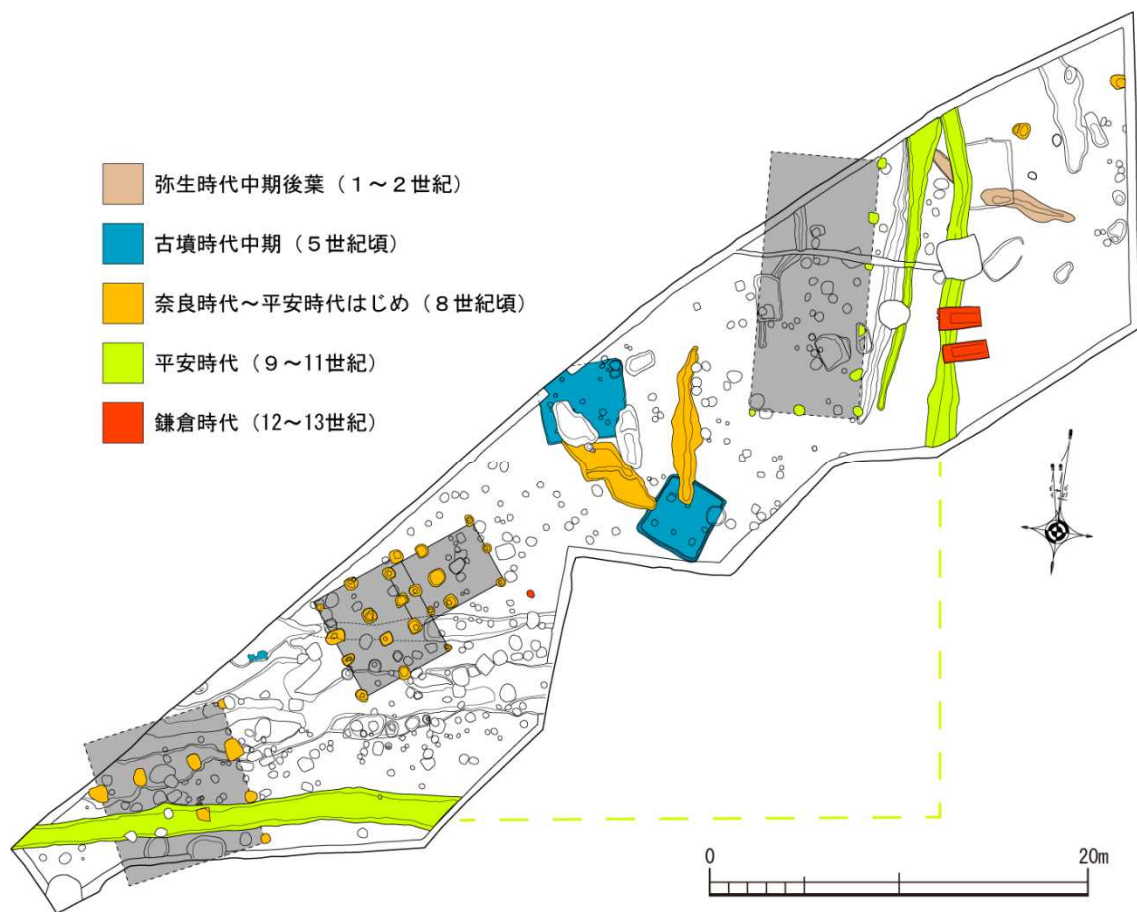 弥生時代中期後葉（１～２世紀）
古墳時代中期（５世紀頃）
奈良時代～平安時代はじめ（８世紀頃）
平安時代（９～11世紀）
鎌倉時代（12～13世紀）
0 20m